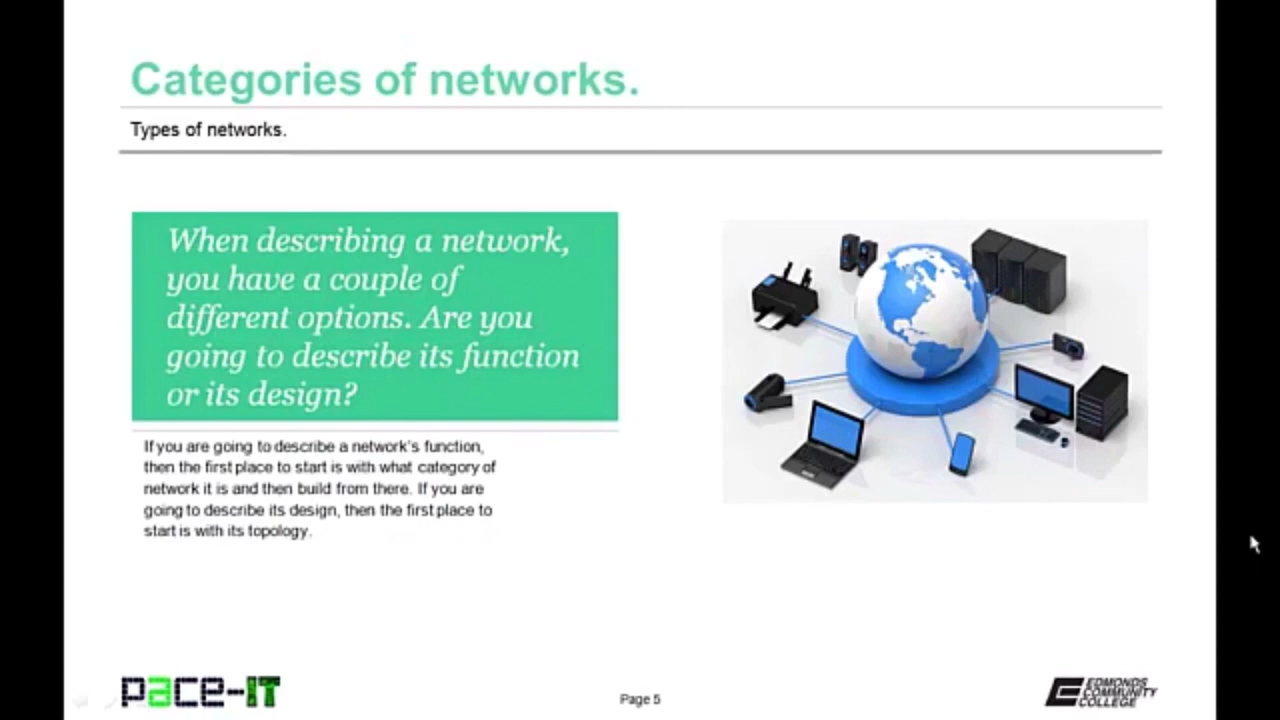 Categories of networks.
Types of networks.
When describing a network,
you have a couple of
different options. Are you
going to describe its function
or its design?
If you are going to describe a network's function,
then the first place to start is with what category of
network it is and then build from there. If you are
going to describe its design, then the first place to
start is with its topology.
pace-IT
Page 5
EDMONDS
COMMUNITY
COLLEGE